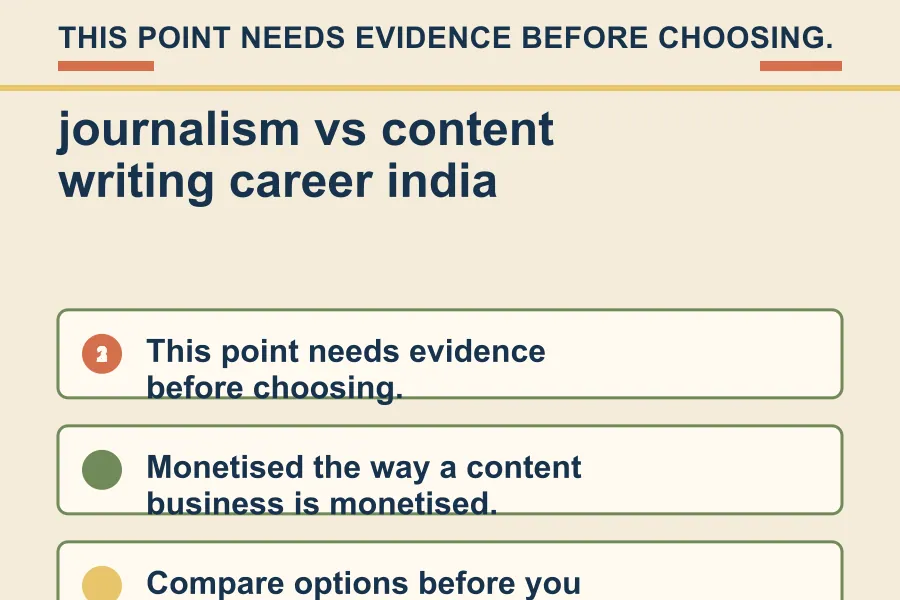 THIS POINT NEEDS EVIDENCE BEFORE CHOOSING.
journalism vs content
writing career india
This point needs evidence
before choosing.
Monetised the way a content
business is monetised.
Compare options before you